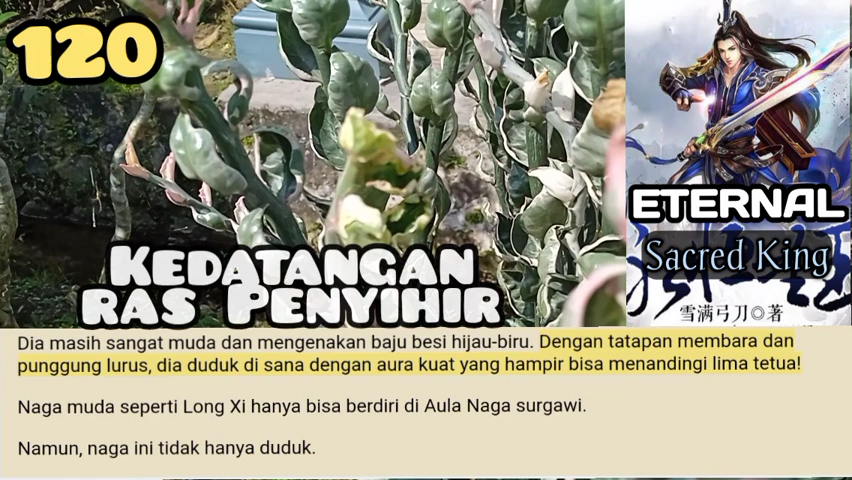 120
ETERNAL
Sacred King
雪满弓刀◎著
KEDATANGAN
RAS PENYIHIR
Dia masih sangat muda dan mengenakan baju besi hijau-biru. Dengan tatapan membara dan
punggung lurus, dia duduk di sana dengan aura kuat yang hampir bisa menandingi lima tetua!
Naga muda seperti Long Xi hanya bisa berdiri di Aula Naga surgawi.
Namun, naga ini tidak hanya duduk.